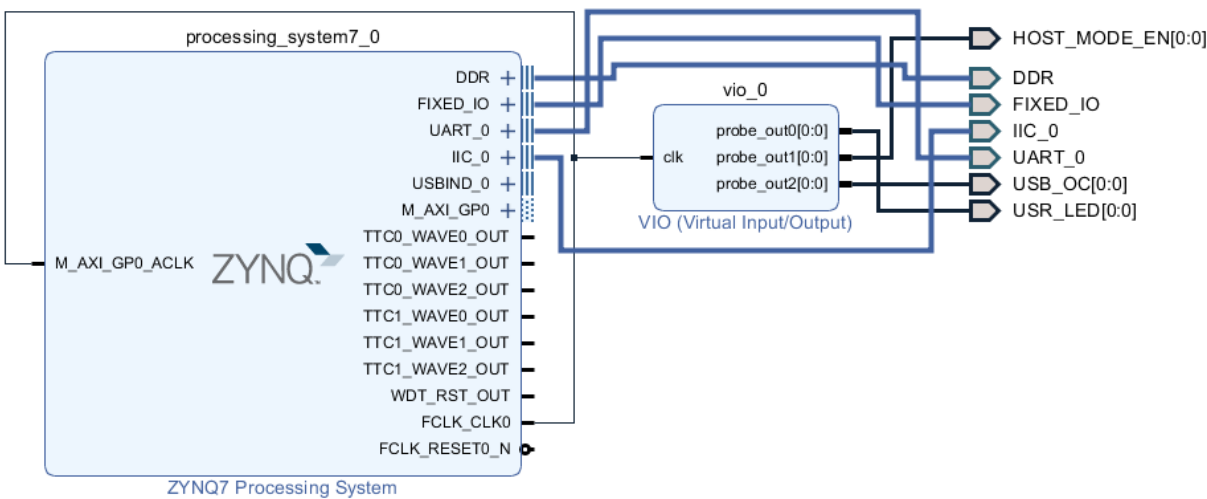 processing_system7_0
DDR
FIXED_IO
UART_0
IIC_0
USBIND_0
M_AXI_GP0
TTC0_WAVE0_OUT
TTC0_WAVE1_OUT
TTC0_WAVE2_OUT
TTC1_WAVE0_OUT
TTC1_WAVE1_OUT
TTC1_WAVE2_OUT
WDT_RST_OUT
FCLK_CLK0
FCLK_RESET0_N
M_AXI_GP0_ACLK
ZYNQ
ZYNQ7 Processing System
vio_0
clk
probe_out0[0:0]
probe_out1[0:0]
probe_out2[0:0]
VIO (Virtual Input/Output)
HOST_MODE_EN[0:0]
DDR
FIXED_IO
IIC_0
UART_0
USB_OC[0:0]
USR_LED[0:0]